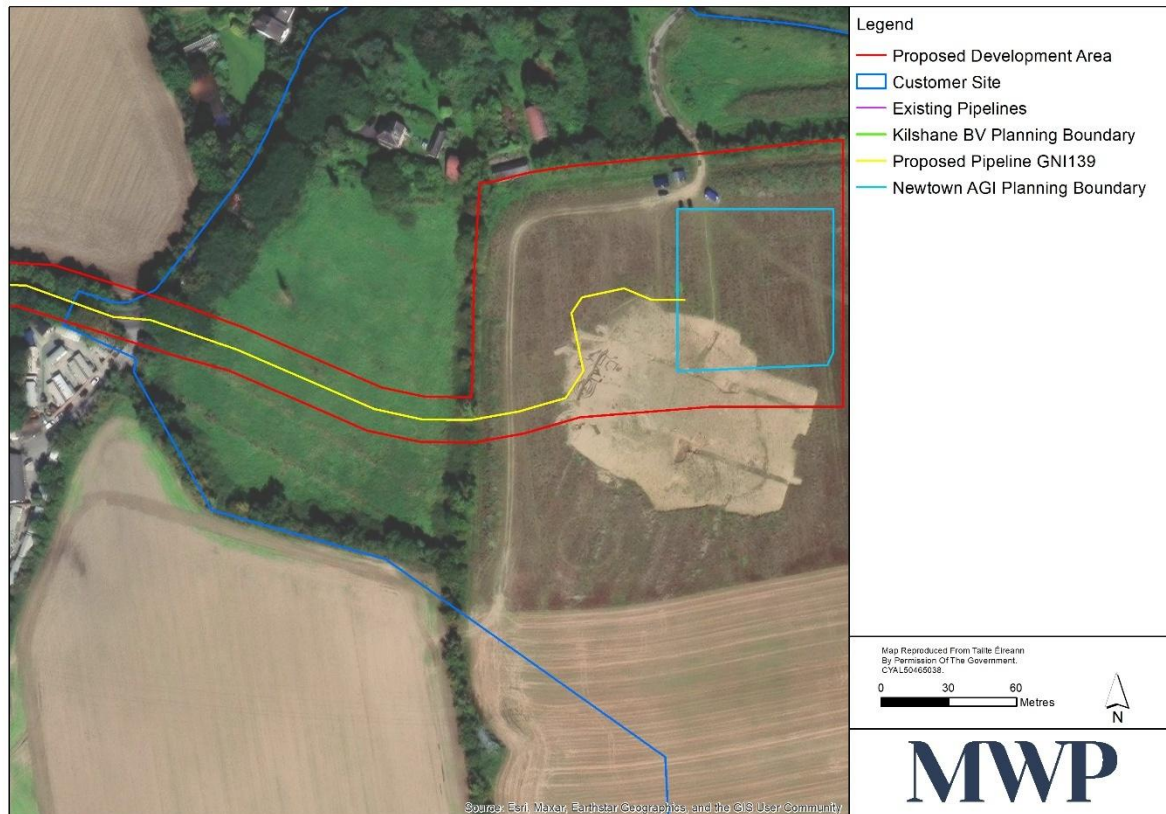 Legend
Proposed Development Area
Customer Site
Existing Pipelines
Kilshane BV Planning Boundary
Proposed Pipeline GNI139
Newtown AGI Planning Boundary
Map Reproduced From Tailte Éireann
By Permission Of The Government.
CYAL50465038.
0 30 60
Metres
N
MWP
Source: Esri, Maxar, Earthstar Geographics, and the GIS User Community